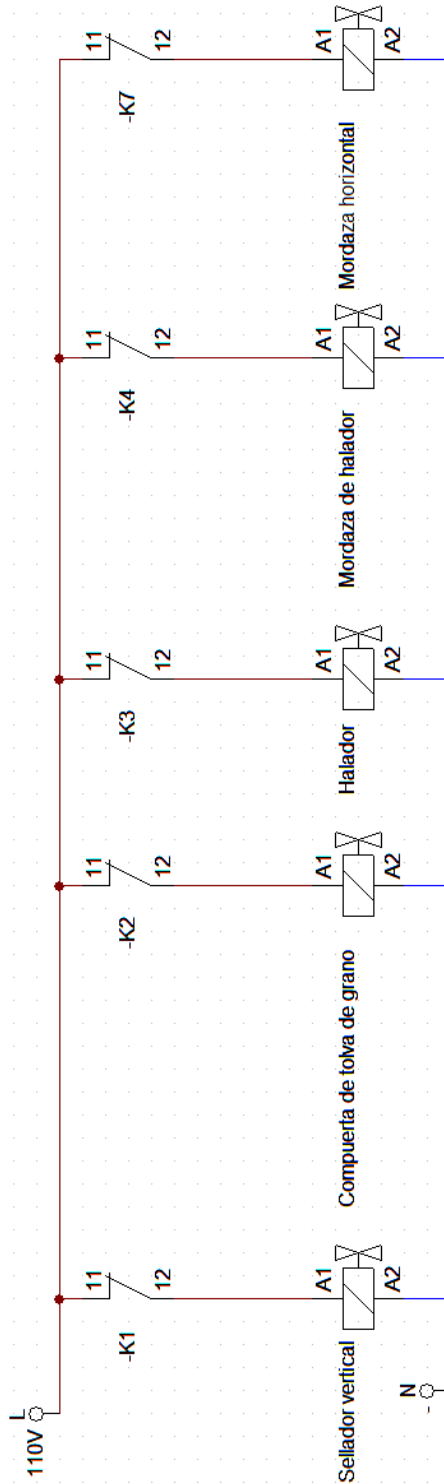 L
110V
11 11 11 11 11
-K1 -K2 -K3 -K4 -K7
12 12 12 12 12
A1 A1 A1 A1 A1
Sellador vertical Compuerta de tolva de grano Halador Mordaza de halador Mordaza horizontal
A2 A2 A2 A2 A2
N
-